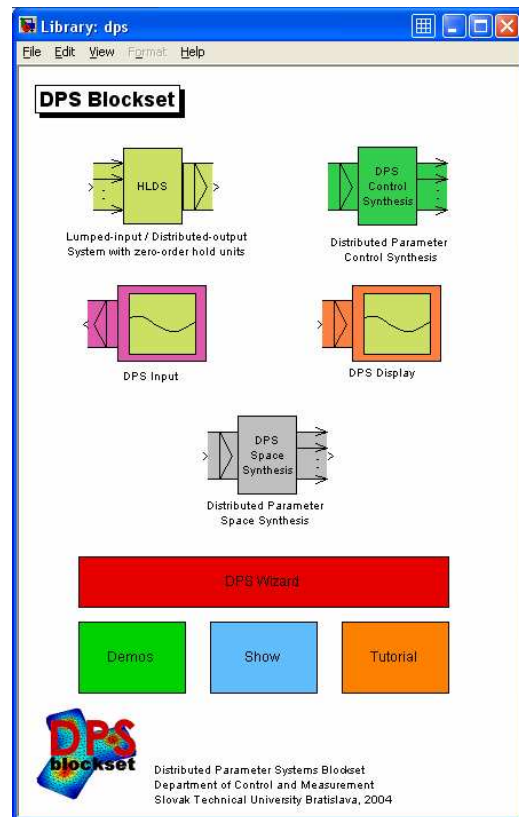 Library: dps
File Edit View Format Help
DPS Blockset
HLDS
Lumped-input / Distributed-output
System with zero-order hold units
DPS
Control
Synthesis
Distributed Parameter
Control Synthesis
DPS Input
DPS Display
DPS
Space
Synthesis
Distributed Parameter
Space Synthesis
DPS Wizard
Demos
Show
Tutorial
DPS
blockset
Distributed Parameter Systems Blookset
Department of Control and Measurement
Slovak Technical University Bratislava, 2004